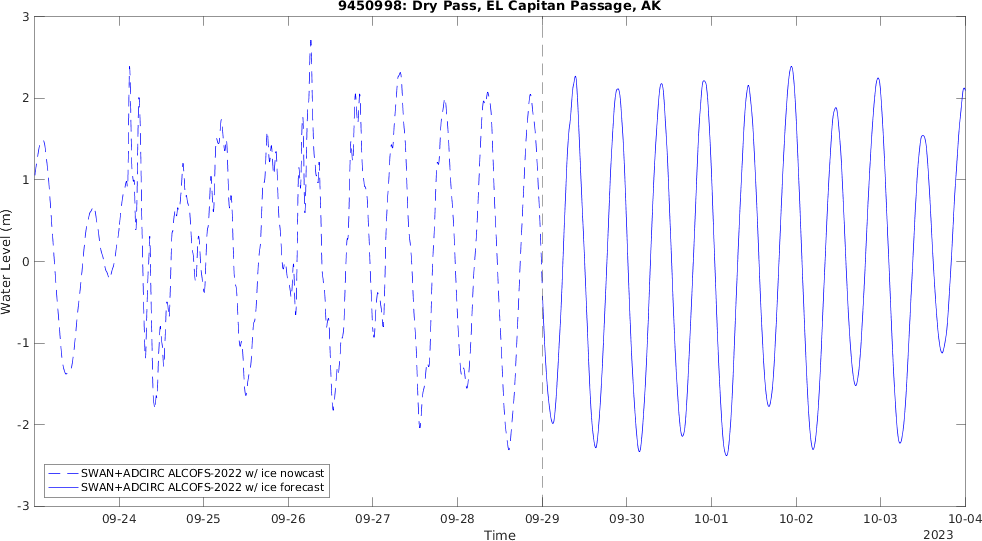 9450998: Dry Pass, EL Capitan Passage, AK
3
2
1
0
-1
-2
-3
Water Level (m)
SWAN+ADCIRC ALCOFS-2022 w/ ice nowcast
SWAN+ADCIRC ALCOFS-2022 w/ ice forecast
09-24 09-25 09-26 09-27 09-28 09-29 09-30 10-01 10-02 10-03 10-04
Time
2023